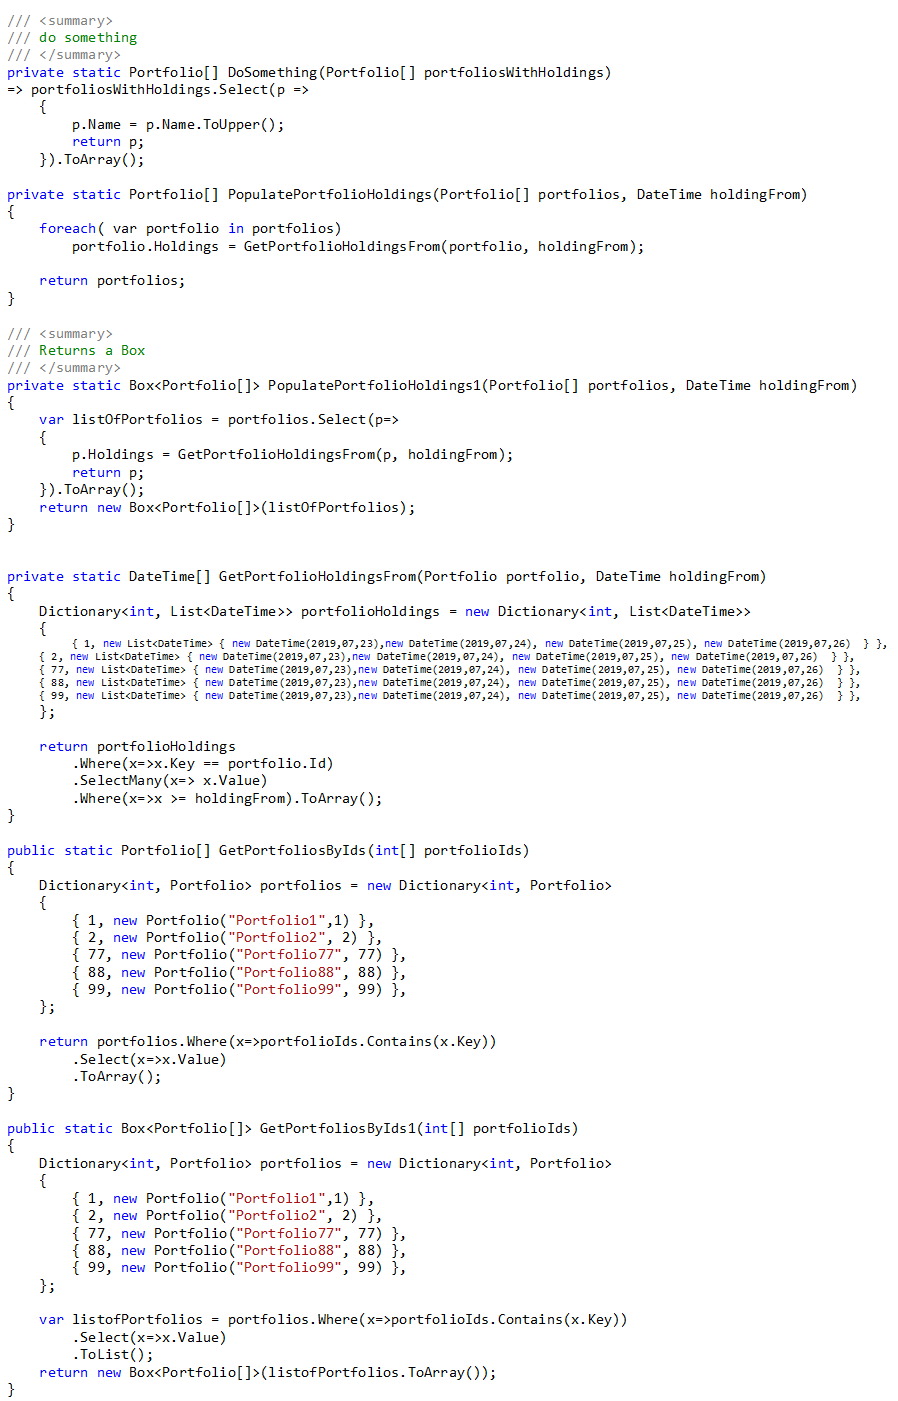 /// <summary>
/// do something
/// </summary>
private static Portfolio[] DoSomething(Portfolio[] portfoliosWithHoldings)
=> portfoliosWithHoldings.Select(p =>
    {
        p.Name = p.Name.ToUpper();
        return p;
    }).ToArray();

private static Portfolio[] PopulatePortfolioHoldings(Portfolio[] portfolios, DateTime holdingFrom)
{
    foreach( var portfolio in portfolios)
        portfolio.Holdings = GetPortfolioHoldingsFrom(portfolio, holdingFrom);

    return portfolios;
}

/// <summary>
/// Returns a Box
/// </summary>
private static Box<Portfolio[]> PopulatePortfolioHoldings1(Portfolio[] portfolios, DateTime holdingFrom)
{
    var listOfPortfolios = portfolios.Select(p=>
    {
        p.Holdings = GetPortfolioHoldingsFrom(p, holdingFrom);
        return p;
    }).ToArray();
    return new Box<Portfolio[]>(listOfPortfolios);
}

private static DateTime[] GetPortfolioHoldingsFrom(Portfolio portfolio, DateTime holdingFrom)
{
    Dictionary<int, List<DateTime>> portfolioHoldings = new Dictionary<int, List<DateTime>>
    {
        { 1, new List<DateTime> { new DateTime(2019,07,23),new DateTime(2019,07,24), new DateTime(2019,07,25), new DateTime(2019,07,26)  } },
    { 2, new List<DateTime> { new DateTime(2019,07,23),new DateTime(2019,07,24), new DateTime(2019,07,25), new DateTime(2019,07,26)  } },
    { 77, new List<DateTime> { new DateTime(2019,07,23),new DateTime(2019,07,24), new DateTime(2019,07,25), new DateTime(2019,07,26)  } },
    { 88, new List<DateTime> { new DateTime(2019,07,23),new DateTime(2019,07,24), new DateTime(2019,07,25), new DateTime(2019,07,26)  } },
    { 99, new List<DateTime> { new DateTime(2019,07,23),new DateTime(2019,07,24), new DateTime(2019,07,25), new DateTime(2019,07,26)  } },
    };

    return portfolioHoldings
        .Where(x=>x.Key == portfolio.Id)
        .SelectMany(x=> x.Value)
        .Where(x=>x >= holdingFrom).ToArray();
}

public static Portfolio[] GetPortfoliosByIds(int[] portfolioIds)
{
    Dictionary<int, Portfolio> portfolios = new Dictionary<int, Portfolio>
    {
        { 1, new Portfolio("Portfolio1",1) },
        { 2, new Portfolio("Portfolio2", 2) },
        { 77, new Portfolio("Portfolio77", 77) },
        { 88, new Portfolio("Portfolio88", 88) },
        { 99, new Portfolio("Portfolio99", 99) },
    };

    return portfolios.Where(x=>portfolioIds.Contains(x.Key))
        .Select(x=>x.Value)
        .ToArray();
}

public static Box<Portfolio[]> GetPortfoliosByIds1(int[] portfolioIds)
{
    Dictionary<int, Portfolio> portfolios = new Dictionary<int, Portfolio>
    {
        { 1, new Portfolio("Portfolio1",1) },
        { 2, new Portfolio("Portfolio2", 2) },
        { 77, new Portfolio("Portfolio77", 77) },
        { 88, new Portfolio("Portfolio88", 88) },
        { 99, new Portfolio("Portfolio99", 99) },
    };

    var listofPortfolios = portfolios.Where(x=>portfolioIds.Contains(x.Key))
        .Select(x=>x.Value)
        .ToList();
    return new Box<Portfolio[]>(listofPortfolios.ToArray());
}